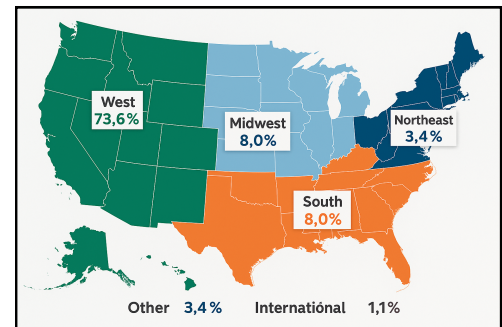 West
73,6%
Midwest
8,0%
Northeast
3,4%
South
8,0%
Other 3,4% Internatiónal 1,1%